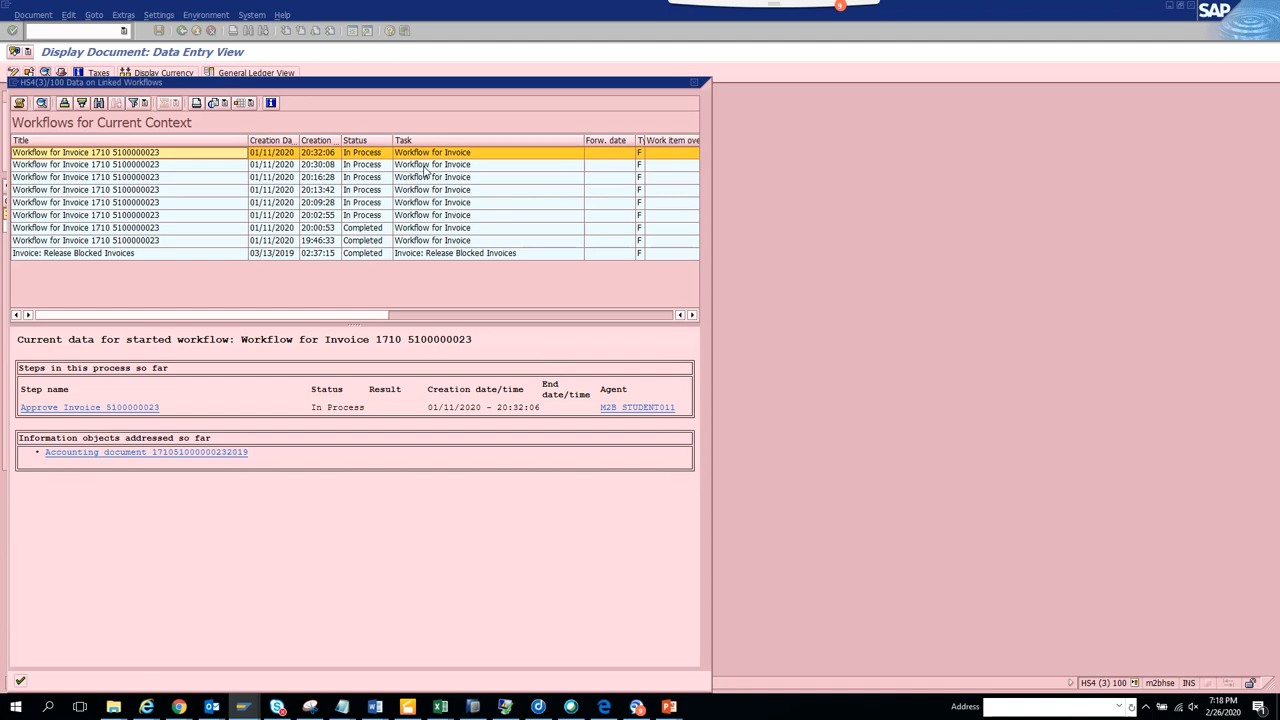 Document Edit Goto Extras Settings Environment System Help
9
SAP
Display Document: Data Entry View
Taxes Display Currency General Ledger View
HS4(3)/100 Data on Linked Workflows
Workflows for Current Context
Title Creation Da... Creation ... Status Task Forw. date Ty Work item ove
Workflow for Invoice 1710 5100000023 01/11/2020 20:32:06 In Process Workflow for Invoice F
Workflow for Invoice 1710 5100000023 01/11/2020 20:30:08 In Process Workflow for Invoice F
Workflow for Invoice 1710 5100000023 01/11/2020 20:16:28 In Process Workflow for Invoice F
Workflow for Invoice 1710 5100000023 01/11/2020 20:13:42 In Process Workflow for Invoice F
Workflow for Invoice 1710 5100000023 01/11/2020 20:09:28 In Process Workflow for Invoice F
Workflow for Invoice 1710 5100000023 01/11/2020 20:02:55 In Process Workflow for Invoice F
Workflow for Invoice 1710 5100000023 01/11/2020 20:00:53 Completed Workflow for Invoice F
Workflow for Invoice 1710 5100000023 01/11/2020 19:46:33 Completed Workflow for Invoice F
Invoice: Release Blocked Invoices 03/13/2019 02:37:15 Completed Invoice: Release Blocked Invoices F
Current data for started workflow: Workflow for Invoice 1710 5100000023
Steps in this process so far
Step name Status Result Creation date/time End date/time Agent
Approve Invoice 5100000023 In Process 01/11/2020 - 20:32:06 M2B STUDENT011
Information objects addressed so far
• Accounting document 171051000000232019
HS4 (3) 100 m2bhse INS
Address
7:18 PM
2/26/2020